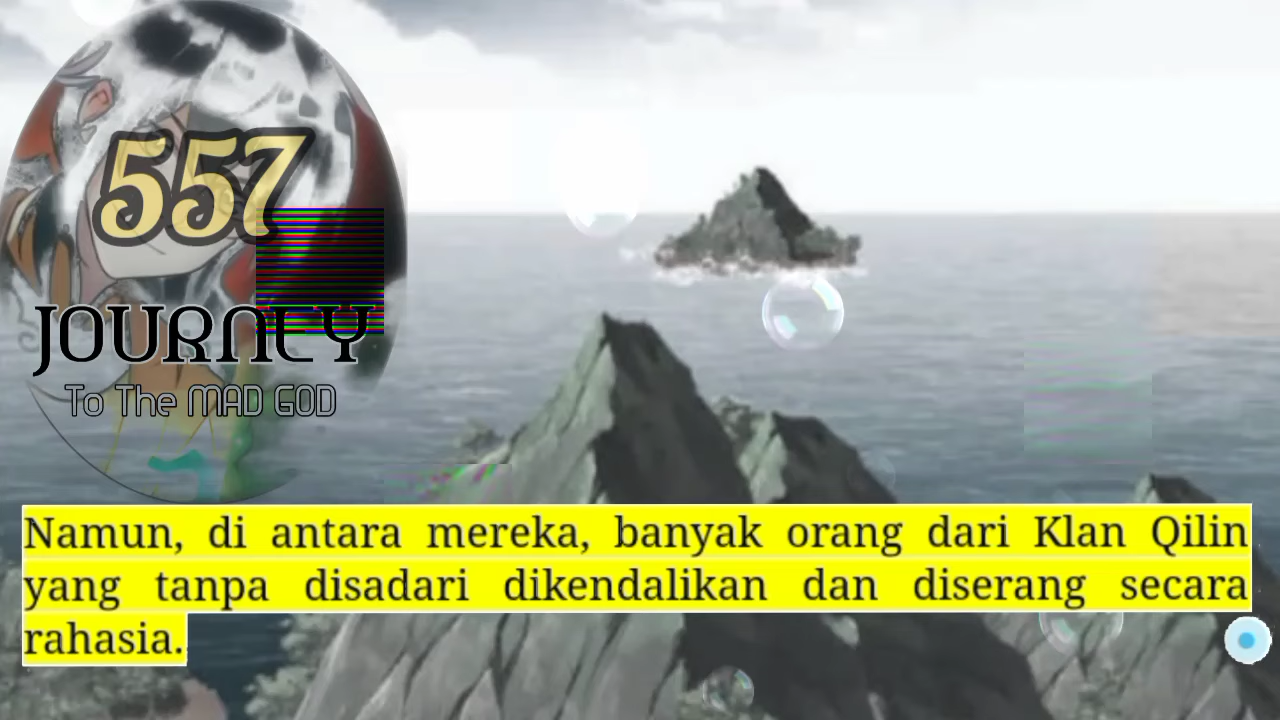 557
JOURNEY
To The MAD GOD
Namun, di antara mereka, banyak orang dari Klan Qilin
yang tanpa disadari dikendalikan dan diserang secara
rahasia.